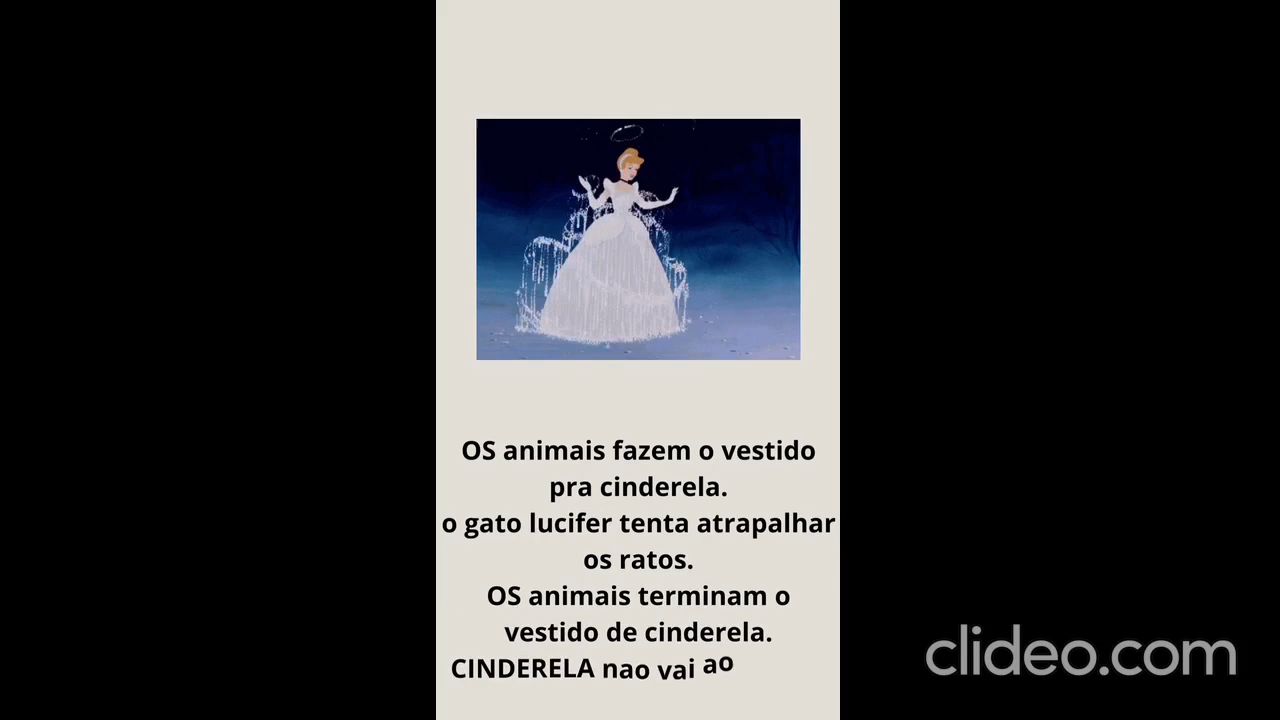 OS animais fazem o vestido
pra cinderela.
o gato lucifer tenta atrapalhar
os ratos.
OS animais terminam o
vestido de cinderela.
CINDERELA nao vai ao
clideo.com